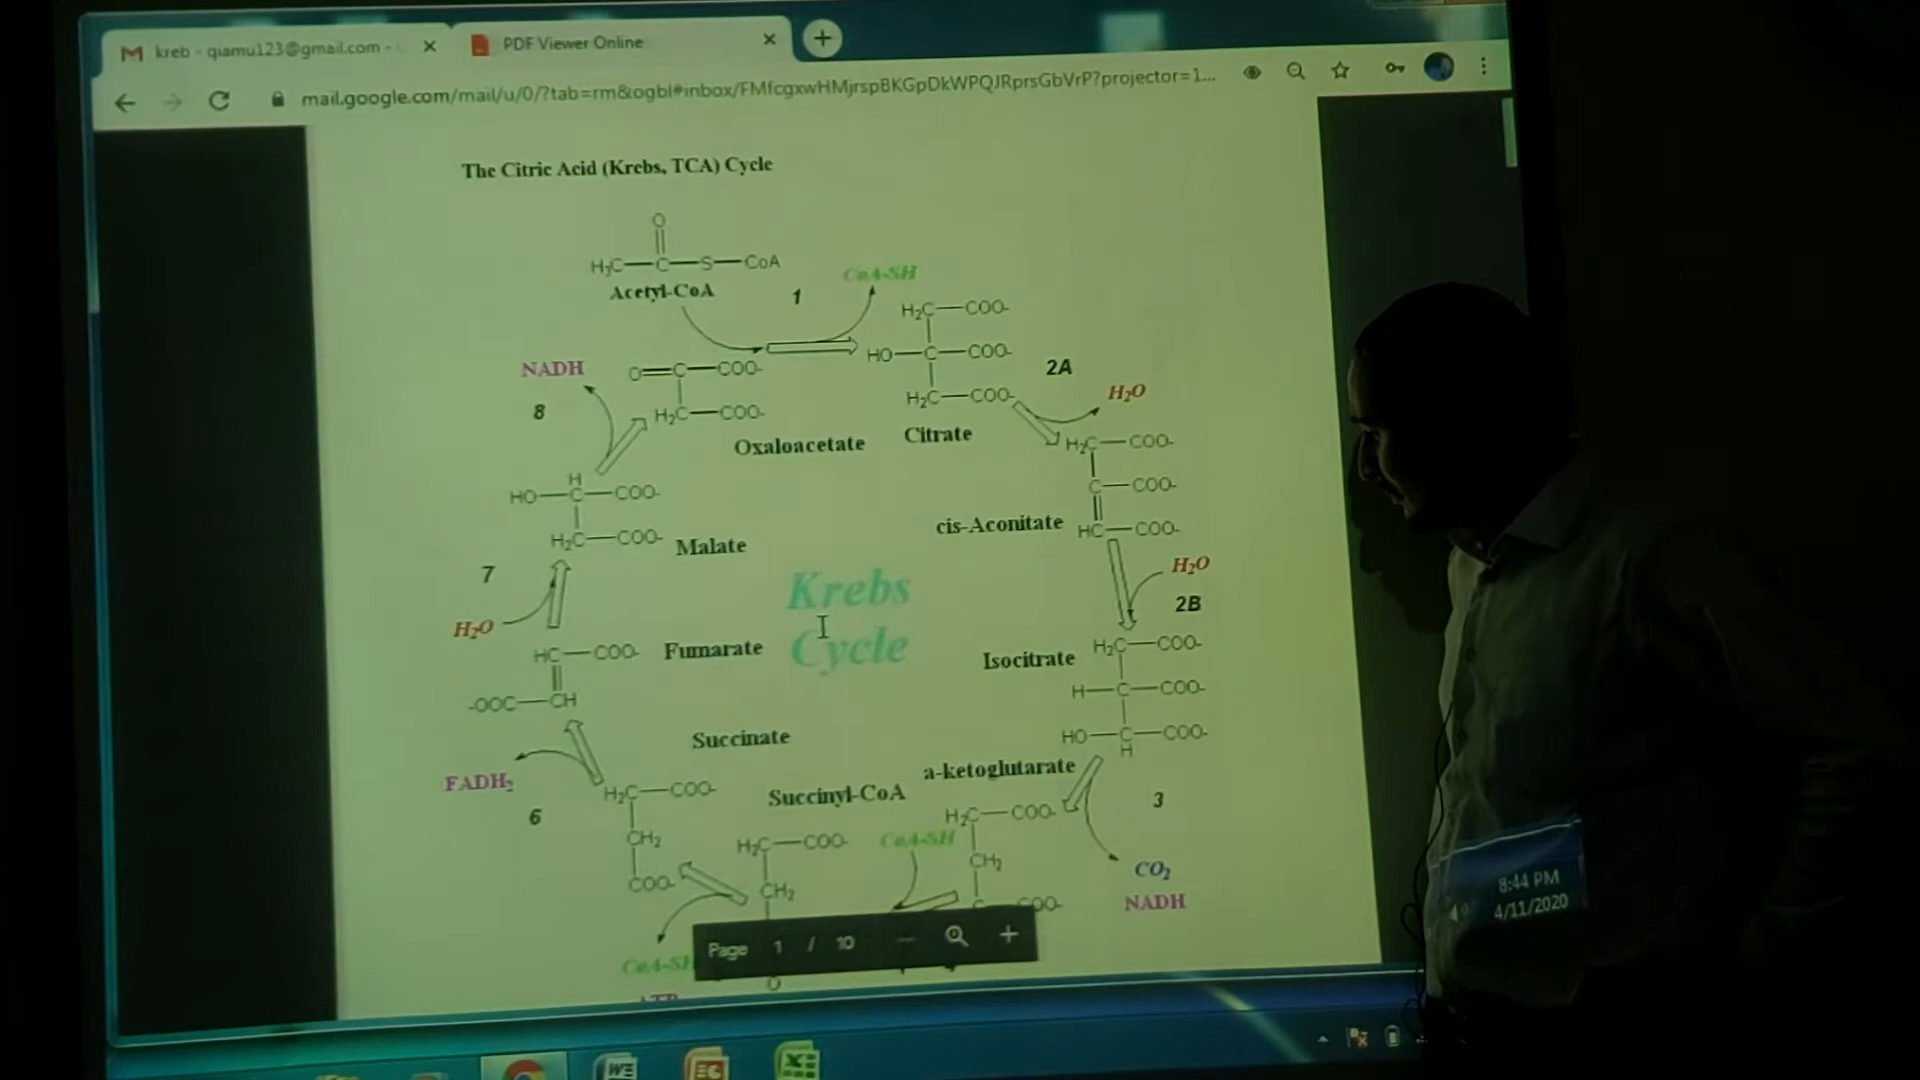 kreb - qiamu123@gmail.com -
PDF Viewer Online
mail.google.com/mail/u/0/?tab=rm&ogbl#inbox/FMfcgxwHMjrspBKGpDkWPQJRprsGbVrP?projector=1...
The Citric Acid (Krebs, TCA) Cycle
O
H₃C—C—S—CoA
Acetyl-CoA
1
CoA-SH
H₂C—COO-
HO—C—COO-
H₂C—COO-
Citrate
2A
H₂O
NADH
8
O=C—COO-
H₂C—COO-
Oxaloacetate
H₂C—COO-
C—COO-
HC—COO-
cis-Aconitate
H
HO—C—COO-
H₂C—COO-
Malate
7
H₂O
H₂O
2B
Krebs
Cycle
HC—COO-
-OOC—CH
Fumarate
Isocitrate
H₂C—COO-
H—C—COO-
HO—C—COO-
H
Succinate
FADH₂
6
H₂C—COO-
CH₂
COO-
Succinyl-CoA
H₂C—COO-
CH₂
O
CoA-SH
a-ketoglutarate
H₂C—COO-
CH₂
COO-
3
CO₂
NADH
8:44 PM
4/11/2020
Page 1 / 10
CoA-SH